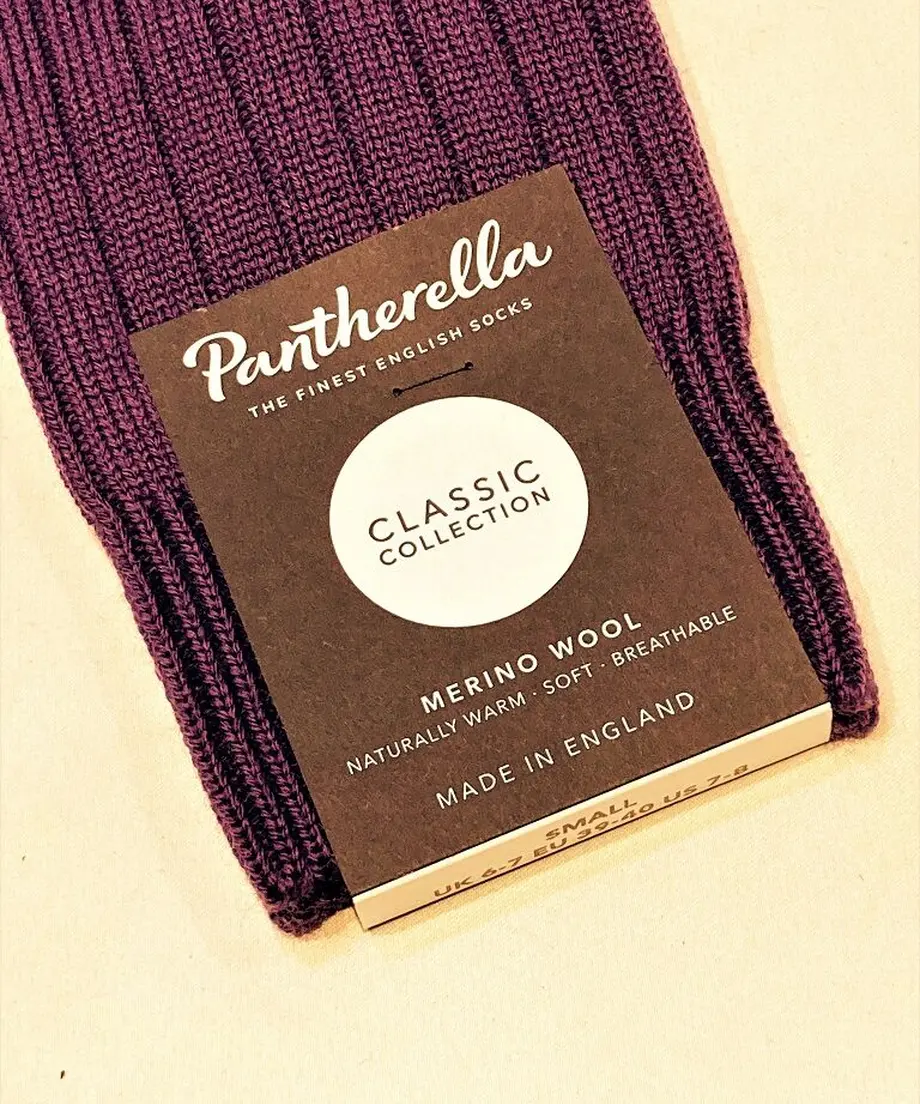 Pantherella
THE FINEST ENGLISH SOCKS
CLASSIC
COLLECTION
MERINO WOOL
NATURALLY WARM · SOFT · BREATHABLE
MADE IN ENGLAND
SMALL
UK 6-7 EU 39-40 US 7-8